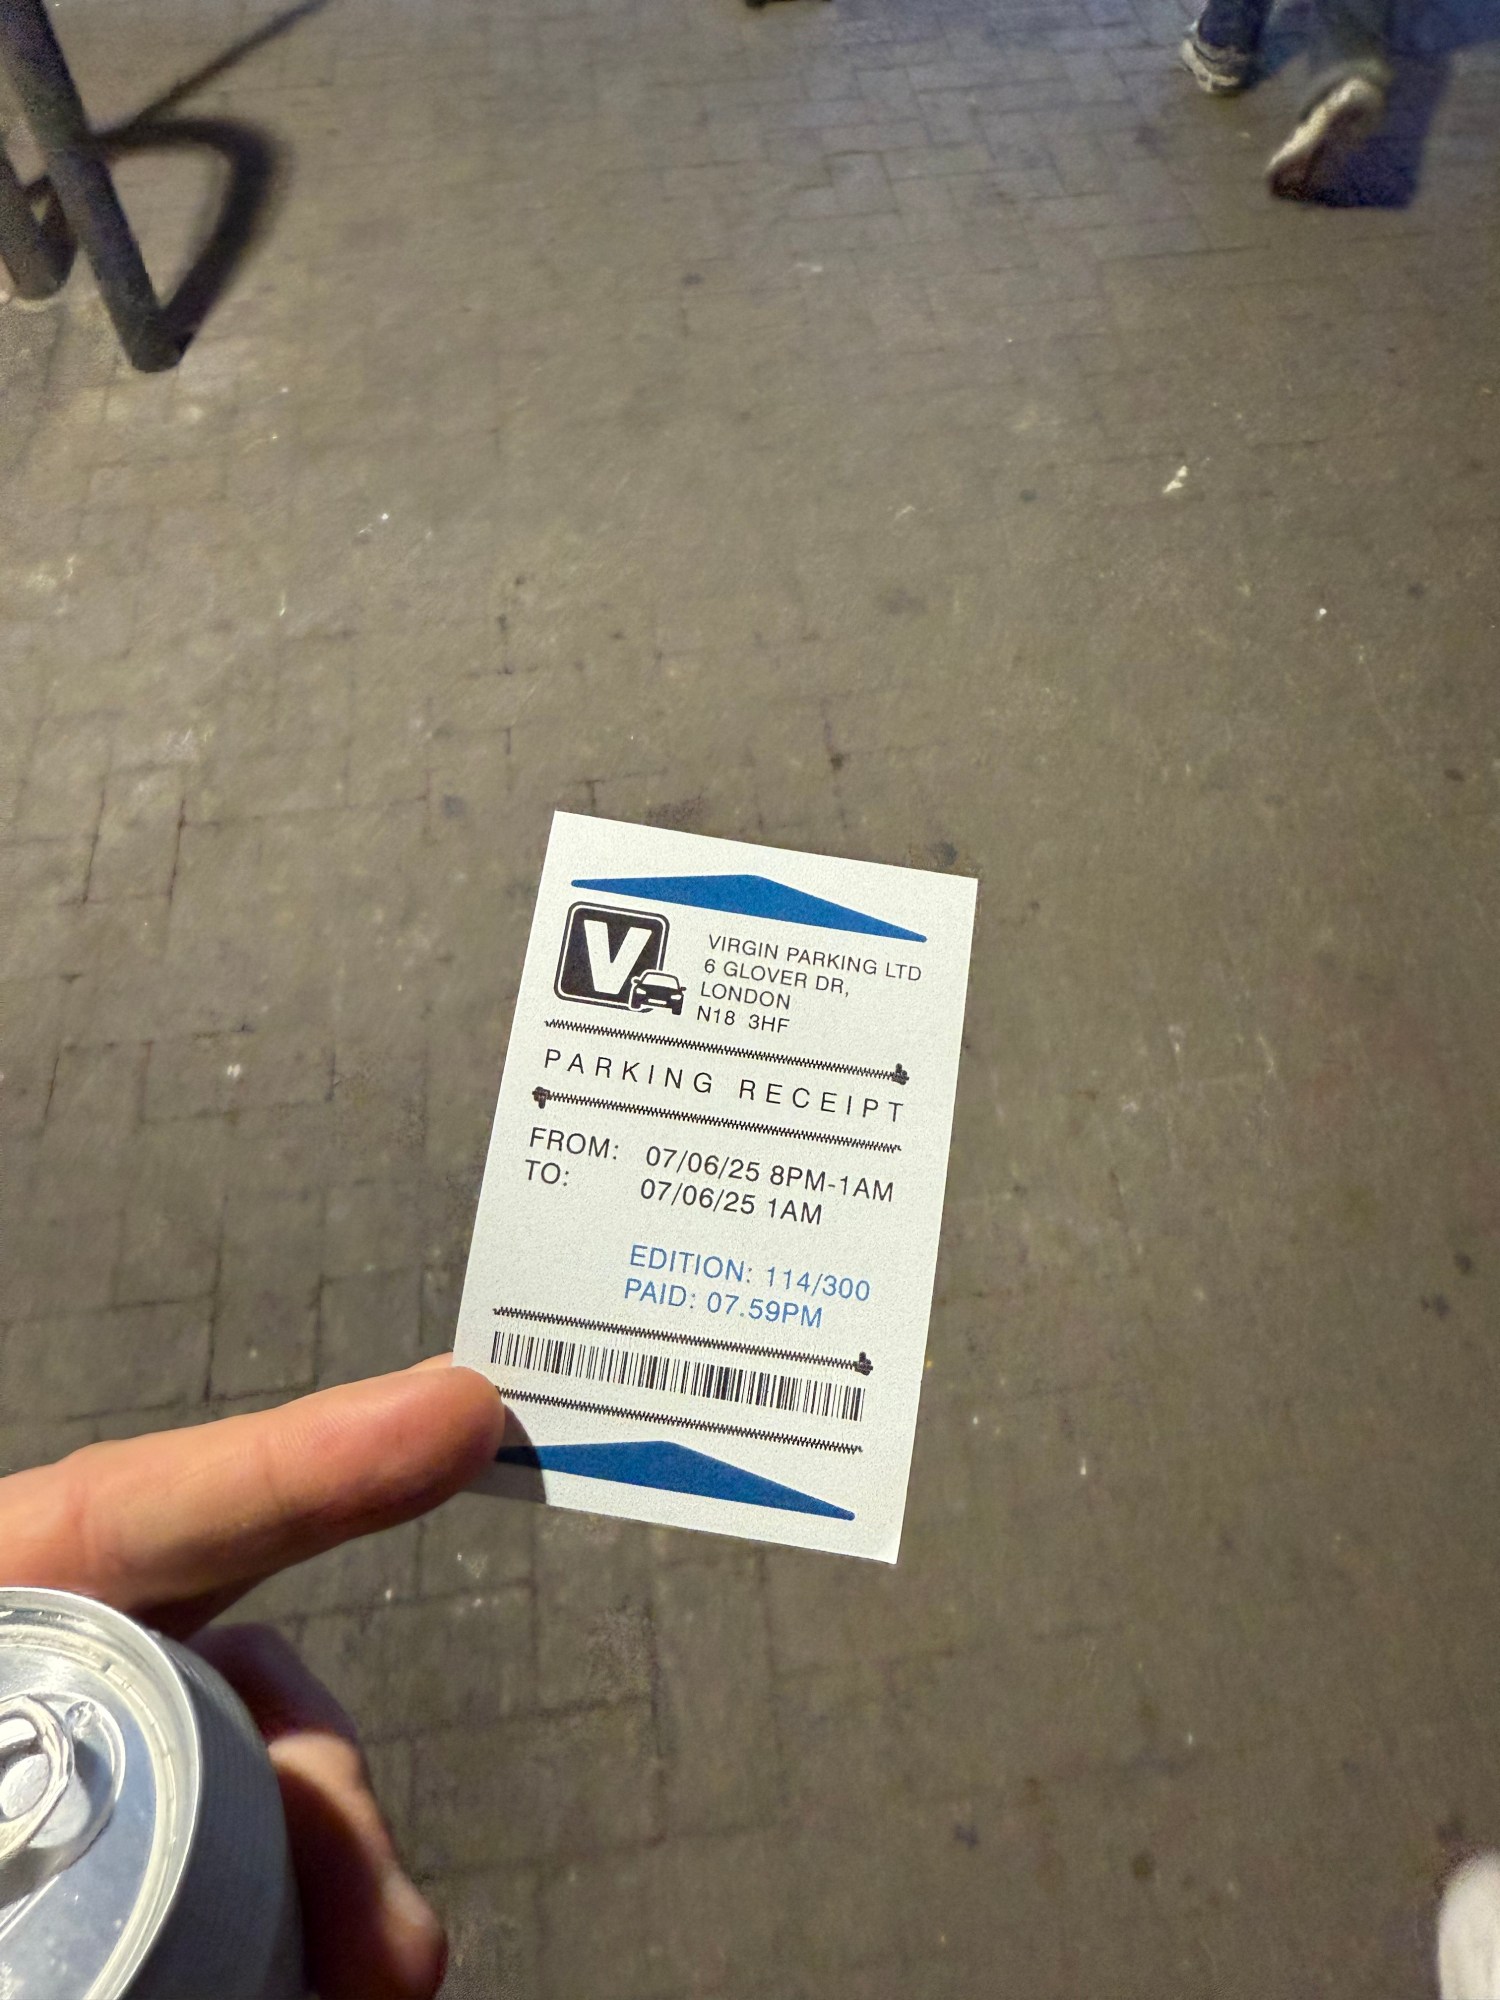 V
VIRGIN PARKING LTD
6 GLOVER DR,
LONDON
N18 3HF
PARKING RECEIPT
FROM: 07/06/25 8PM-1AM
TO: 07/06/25 1AM
EDITION: 114/300
PAID: 07.59PM